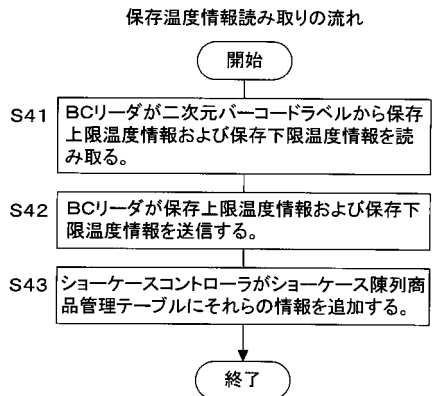 保存温度情報読み取りの流れ
開始
S41
BCリーダが二次元バーコードラベルから保存
上限温度情報および保存下限温度情報を読
み取る。
S42
BCリーダが保存上限温度情報および保存下
限温度情報を送信する。
S43
ショーケースコントローラがショーケース陳列商
品管理テーブルにそれらの情報を追加する。
終了